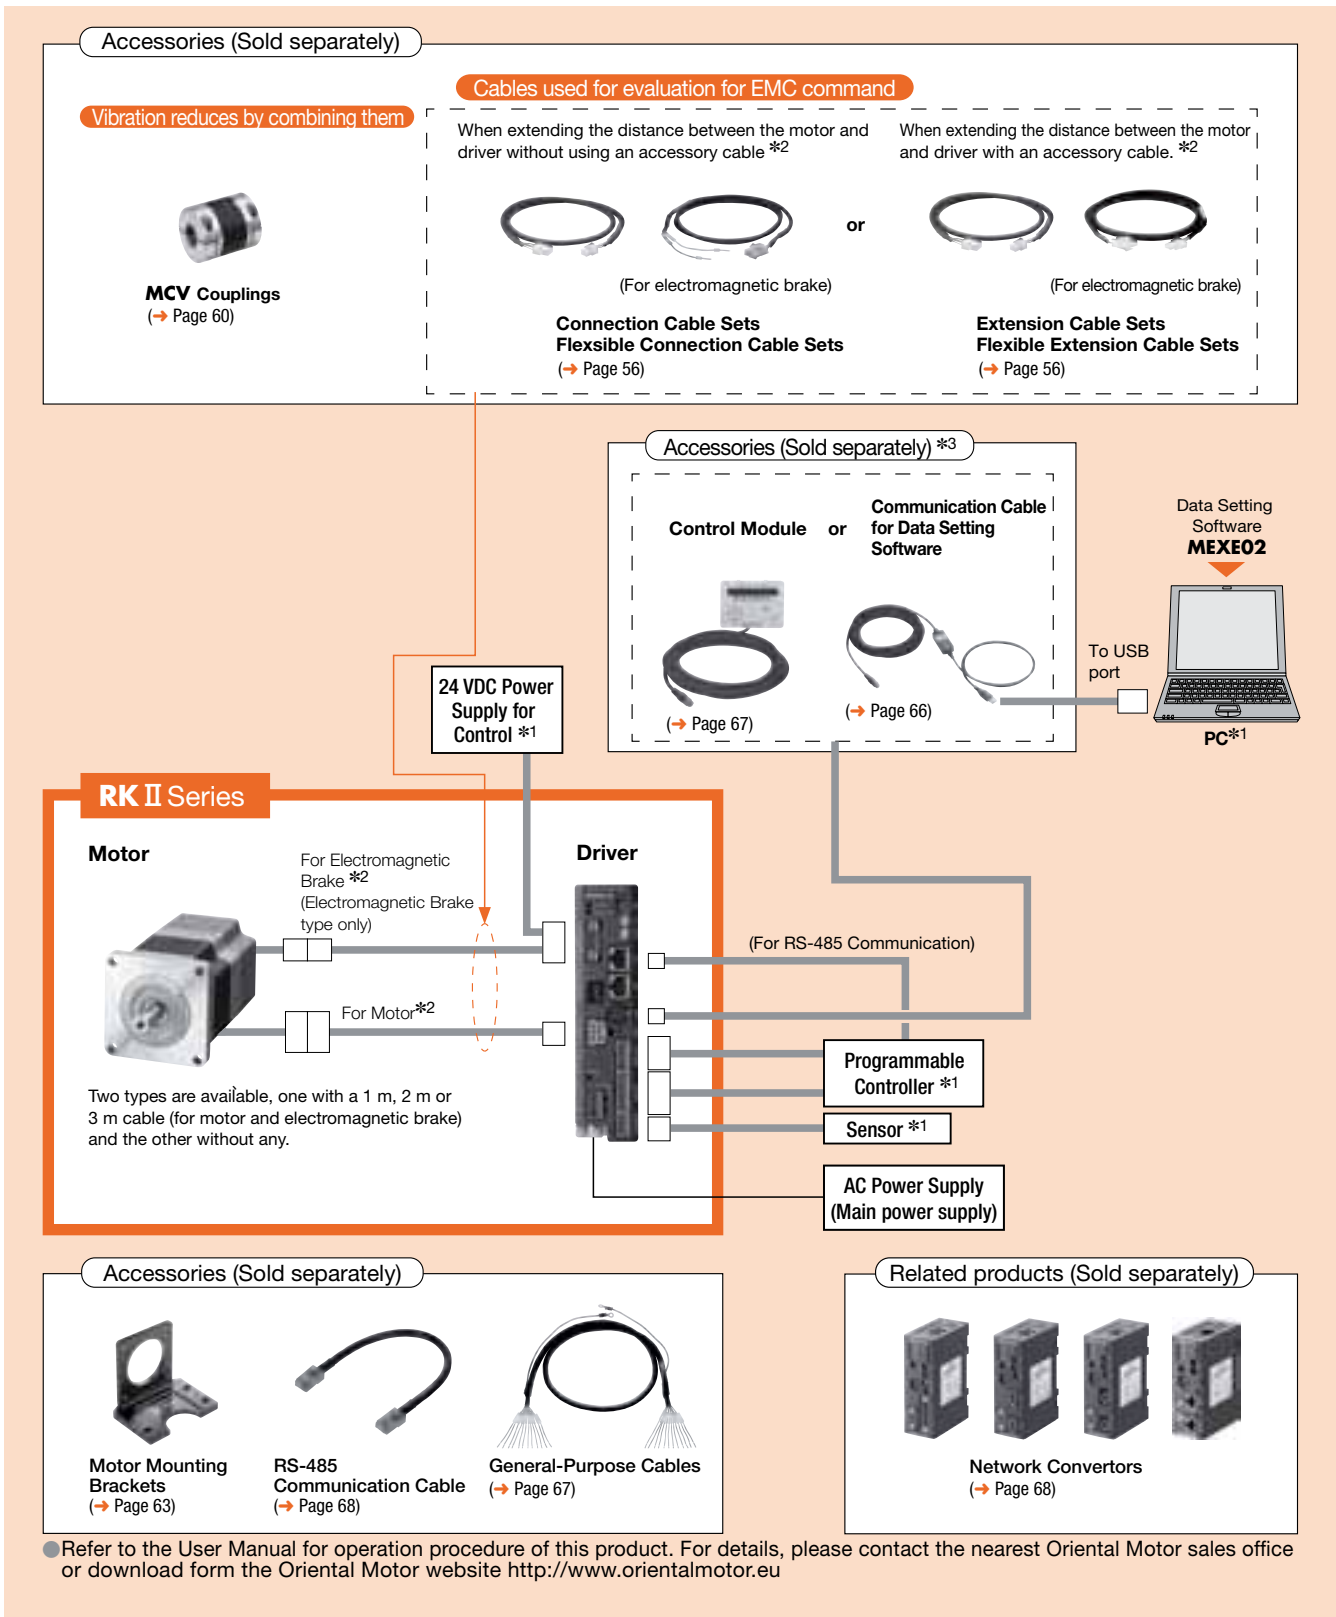 Accessories (Sold separately)
Vibration reduces by combining them
MCV Couplings
(➔ Page 60)
Cables used for evaluation for EMC command
When extending the distance between the motor and
driver without using an accessory cable *2
(For electromagnetic brake)
Connection Cable Sets
Flexsible Connection Cable Sets
(➔ Page 56)
or
When extending the distance between the motor
and driver with an accessory cable. *2
(For electromagnetic brake)
Extension Cable Sets
Flexible Extension Cable Sets
(➔ Page 56)
Accessories (Sold separately) *3
Control Module
(➔ Page 67)
or
Communication Cable
for Data Setting
Software
(➔ Page 66)
Data Setting
Software
MEXE02
To USB
port
PC*1
24 VDC Power
Supply for
Control *1
RK II Series
Motor
For Electromagnetic
Brake *2
(Electromagnetic Brake
type only)
For Motor*2
Driver
Two types are available, one with a 1 m, 2 m or
3 m cable (for motor and electromagnetic brake)
and the other without any.
(For RS-485 Communication)
Programmable
Controller *1
Sensor *1
AC Power Supply
(Main power supply)
Accessories (Sold separately)
Motor Mounting
Brackets
(➔ Page 63)
RS-485
Communication Cable
(➔ Page 68)
General-Purpose Cables
(➔ Page 67)
Related products (Sold separately)
Network Convertors
(➔ Page 68)
●Refer to the User Manual for operation procedure of this product. For details, please contact the nearest Oriental Motor sales office
or download form the Oriental Motor website http://www.orientalmotor.eu